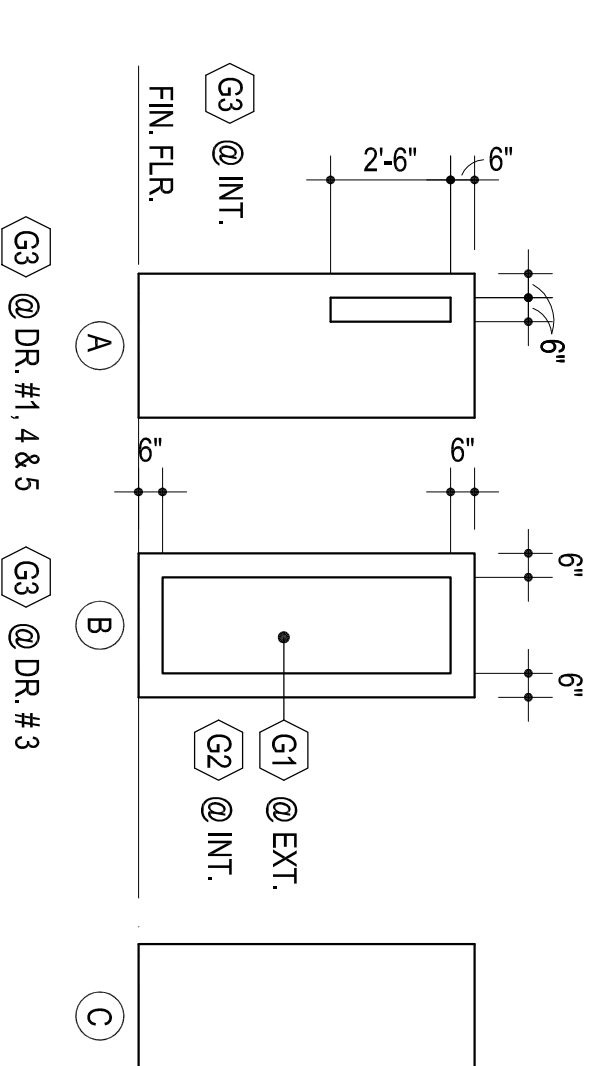 G3 @ INT.
FIN. FLR.
2'-6"
6"
6"
A
G3 @ DR. #1, 4 & 5
6"
6"
6"
6"
G1 @ EXT.
G2 @ INT.
B
G3 @ DR. # 3
C